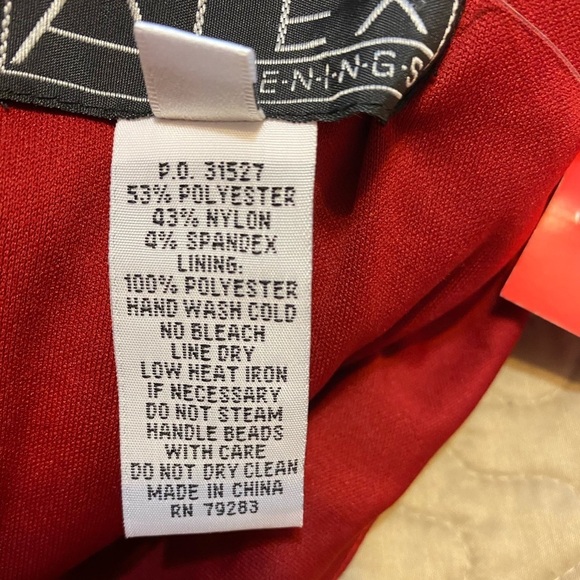 E·N·I·N·G·S
P.O. 31527
53% POLYESTER
43% NYLON
4% SPANDEX
LINING:
100% POLYESTER
HAND WASH COLD
NO BLEACH
LINE DRY
LOW HEAT IRON
IF NECESSARY
DO NOT STEAM
HANDLE BEADS
WITH CARE
DO NOT DRY CLEAN
MADE IN CHINA
RN 79283